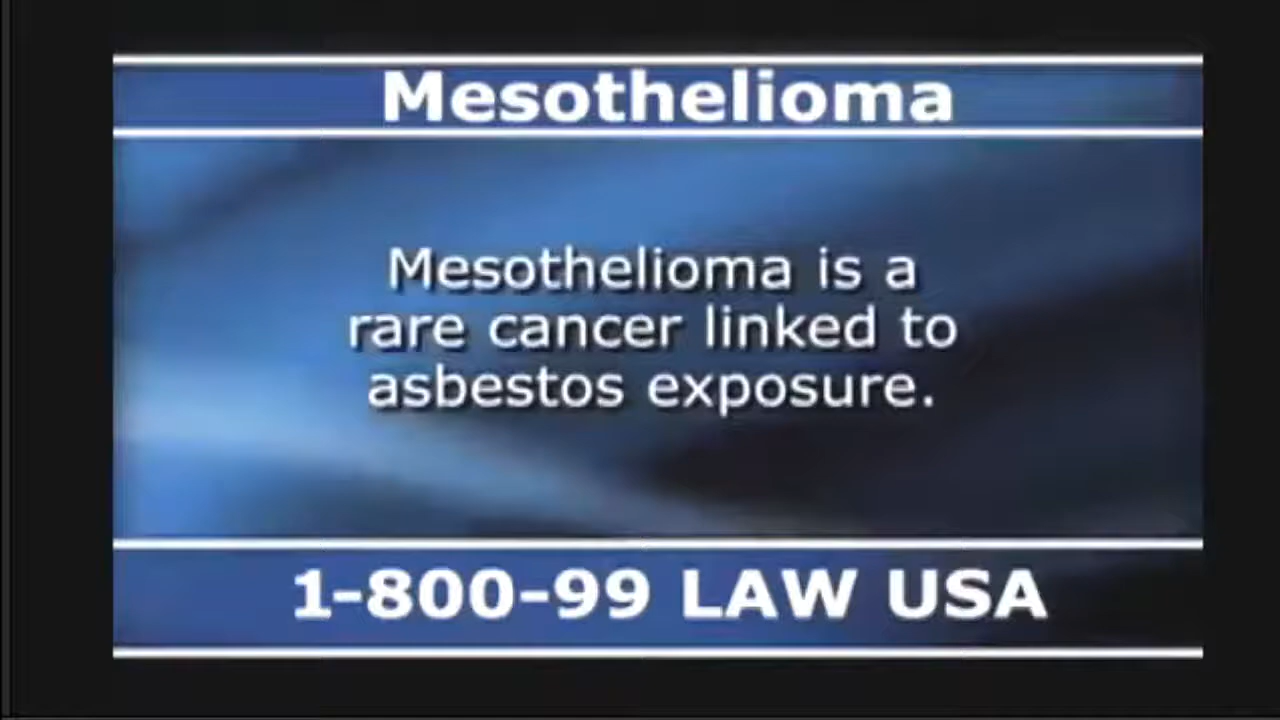 Mesothelioma
Mesothelioma is a
rare cancer linked to
asbestos exposure.
1-800-99 LAW USA